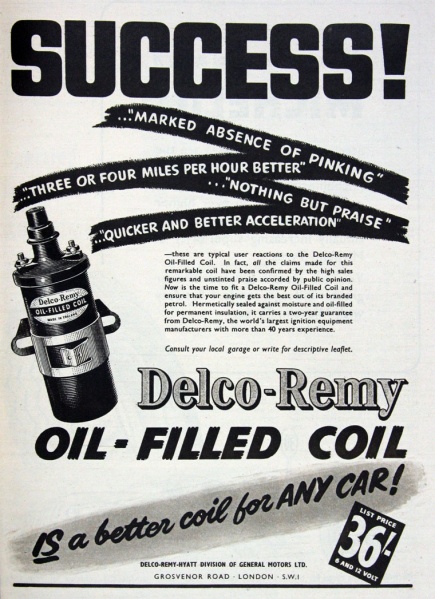 SUCCESS!
..."MARKED ABSENCE OF PINKING"
..."THREE OR FOUR MILES PER HOUR BETTER"
..."NOTHING BUT PRAISE"
..."QUICKER AND BETTER ACCELERATION"
—these are typical user reactions to the Delco-Remy
Oil-Filled Coil. In fact, all the claims made for this
remarkable coil have been confirmed by the high sales
figures and unstinted praise accorded by public opinion.
Now is the time to fit a Delco-Remy Oil-Filled Coil and
ensure that your engine gets the best out of its branded
petrol. Hermetically sealed against moisture and oil-filled
for permanent insulation, it carries a two-year guarantee
from Delco-Remy, the world's largest ignition equipment
manufacturers with more than 40 years experience.
Consult your local garage or write for descriptive leaflet.
Delco-Remy
OIL-FILLED COIL
MADE IN ENGLAND
Delco-Remy
OIL-FILLED COIL
IS a better coil for ANY CAR!
LIST PRICE
36/-
6 AND 12 VOLT
DELCO-REMY-HYATT DIVISION OF GENERAL MOTORS LTD.
GROSVENOR ROAD · LONDON · S.W.1